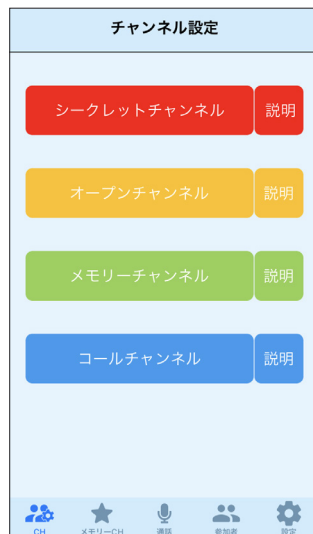 チャンネル設定
シークレットチャンネル 説明
オープンチャンネル 説明
メモリーチャンネル 説明
コールチャンネル 説明
CH メモリーCH 通話 参加者 設定